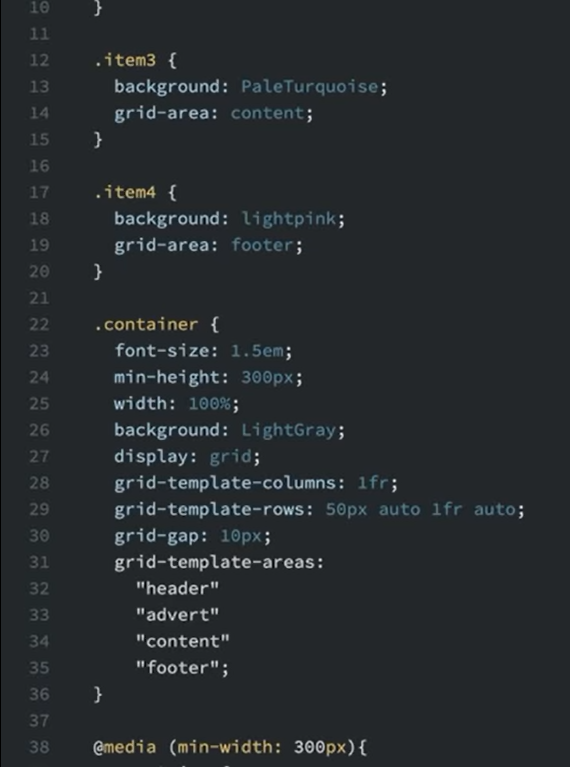 10 }
11
12 .item3 {
13 background: PaleTurquoise;
14 grid-area: content;
15 }
16
17 .item4 {
18 background: lightpink;
19 grid-area: footer;
20 }
21
22 .container {
23 font-size: 1.5em;
24 min-height: 300px;
25 width: 100%;
26 background: LightGray;
27 display: grid;
28 grid-template-columns: 1fr;
29 grid-template-rows: 50px auto 1fr auto;
30 grid-gap: 10px;
31 grid-template-areas:
32 "header"
33 "advert"
34 "content"
35 "footer";
36 }
37
38 @media (min-width: 300px){